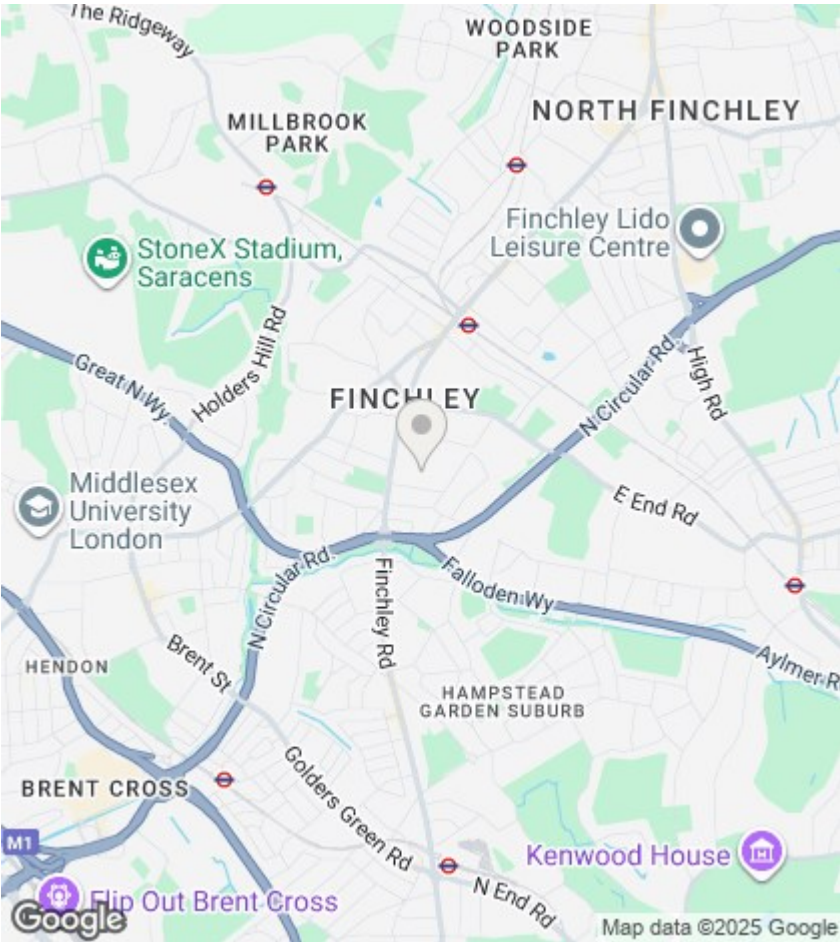 The Ridgeway
WOODSIDE
PARK
NORTH FINCHLEY
MILLBROOK
PARK
Finchley Lido
Leisure Centre
StoneX Stadium,
Saracens
Holders Hill Rd
Great N Wy
N Circular Rd
High Rd
FINCHLEY
Middlesex
University
London
E End Rd
N Circular Rd
Finchley Rd
Falloden Wy
Brent St
Aylmer R
HENDON
HAMPSTEAD
GARDEN SUBURB
BRENT CROSS
Golders Green Rd
M1
Kenwood House
N End Rd
Flip Out Brent Cross
Google
Map data ©2025 Google